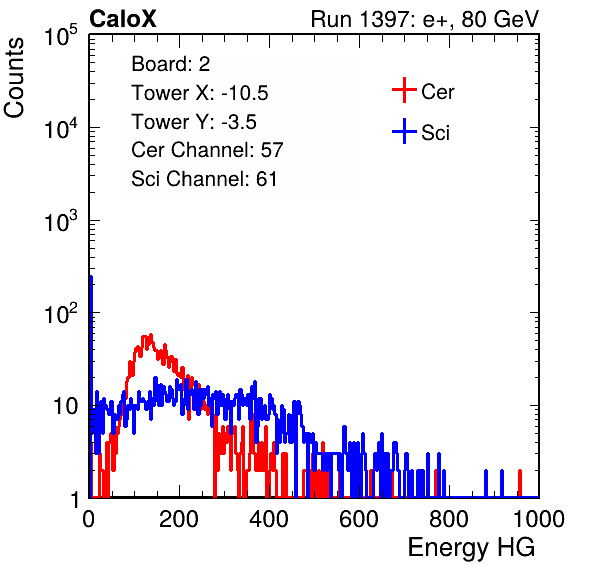 CaloX Run 1397: e+, 80 GeV
Counts
10^5
10^4
10^3
10^2
10
1
Board: 2
Tower X: -10.5
Tower Y: -3.5
Cer Channel: 57
Sci Channel: 61
Cer
Sci
0 200 400 600 800 1000
Energy HG